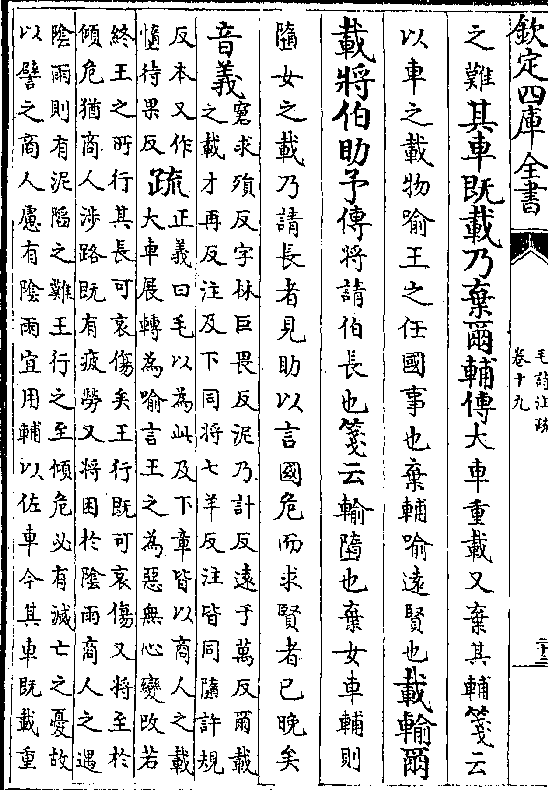 欽定四庫全書
毛詩注疏
卷十九
之難其車既載乃棄爾輔傳大車重載又棄其輔箋云
以車之載物喻王之任國事也棄輔喻遠賢也載輸爾
載將伯助予傳將請伯長也箋云輸隨也棄女車輔則
隨女之載乃請長者見助以言國危而求賢者已晚矣
音義
窘求殞反字林巨畏反泥乃計反遠于萬反爾載
之載才再反注及下同將七羊反注皆同隨許規
反本又作
隨待果反
疏
正義曰毛以為此及下章皆以商人之載
大車展轉為喻言王之為惡無心變改若
終王之所行其長可哀傷矣王行既可哀傷又將至於
傾危猶商人涉路既有疲勞又將困於陰雨商人之遇
陰雨則有泥陷之難王行之至傾危必有滅亡之憂故
以譬之商人慮有陰雨宜用輔以佐車今其車既載重